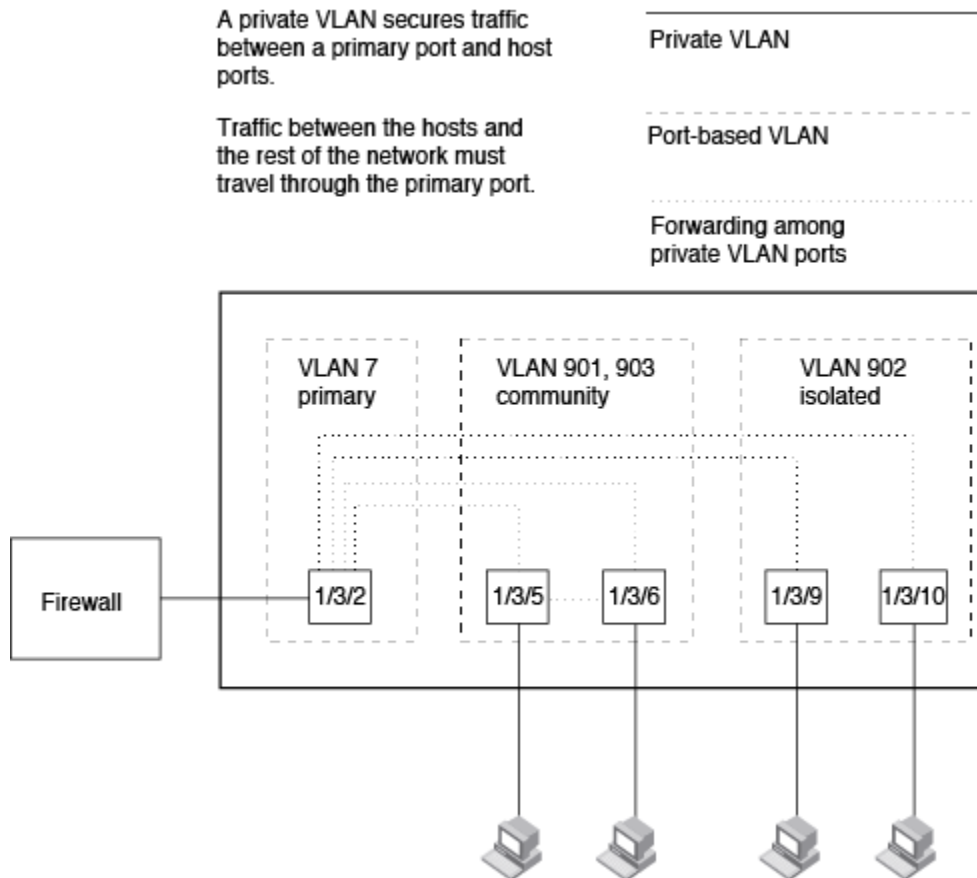 A private VLAN secures traffic
between a primary port and host
ports.
Traffic between the hosts and
the rest of the network must
travel through the primary port.
Private VLAN
Port-based VLAN
Forwarding among
private VLAN ports
VLAN 7
primary
VLAN 901, 903
community
VLAN 902
isolated
Firewall
1/3/2
1/3/5
1/3/6
1/3/9
1/3/10